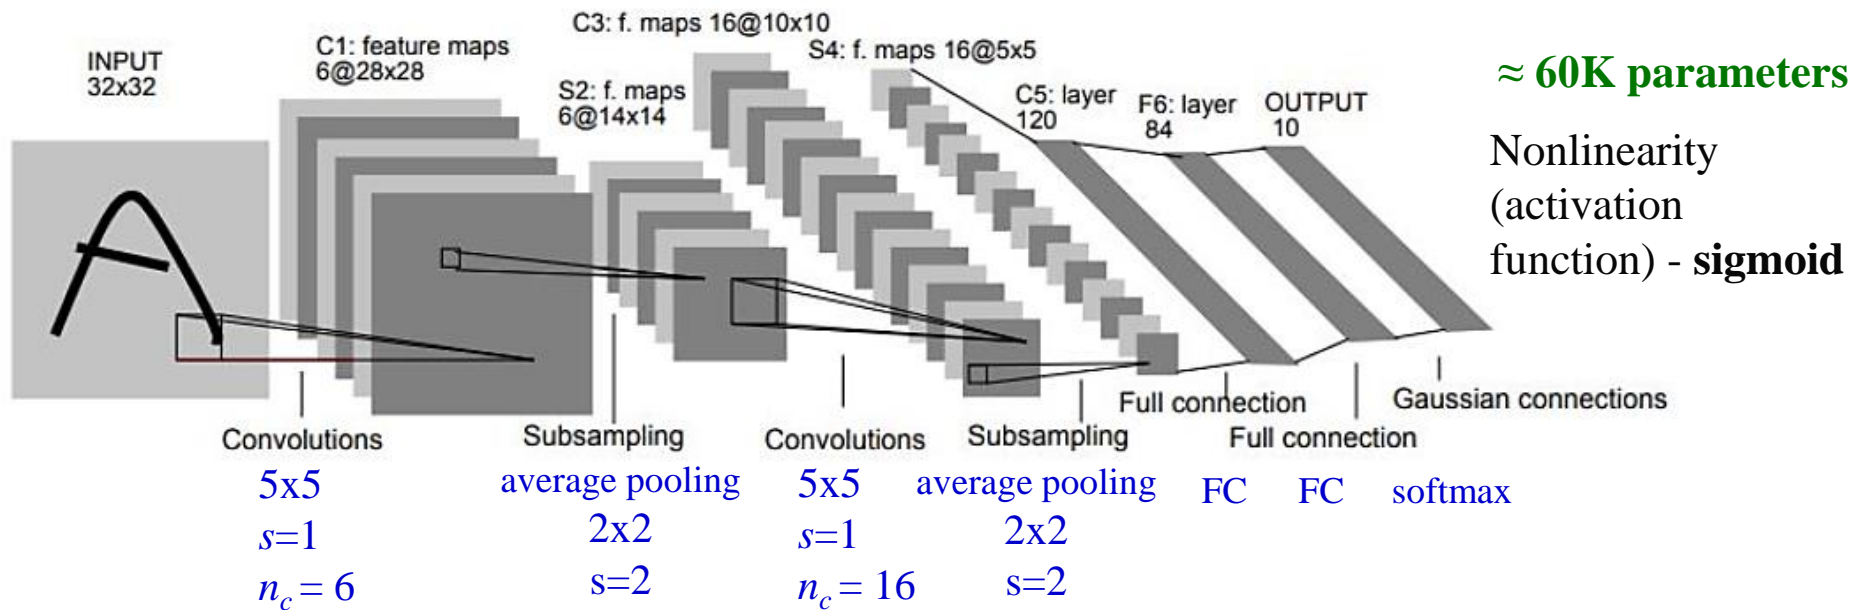 INPUT
32x32
C1: feature maps
6@28x28
S2: f. maps
6@14x14
C3: f. maps 16@10x10
S4: f. maps 16@5x5
C5: layer
120
F6: layer
84
OUTPUT
10
≈ 60K parameters
Nonlinearity
(activation
function) - sigmoid
Convolutions
Subsampling
Convolutions
Subsampling
Full connection
Full connection
Gaussian connections
5x5
s=1
n_c = 6
average pooling
2x2
s=2
5x5
s=1
n_c = 16
average pooling
2x2
s=2
FC
FC
softmax